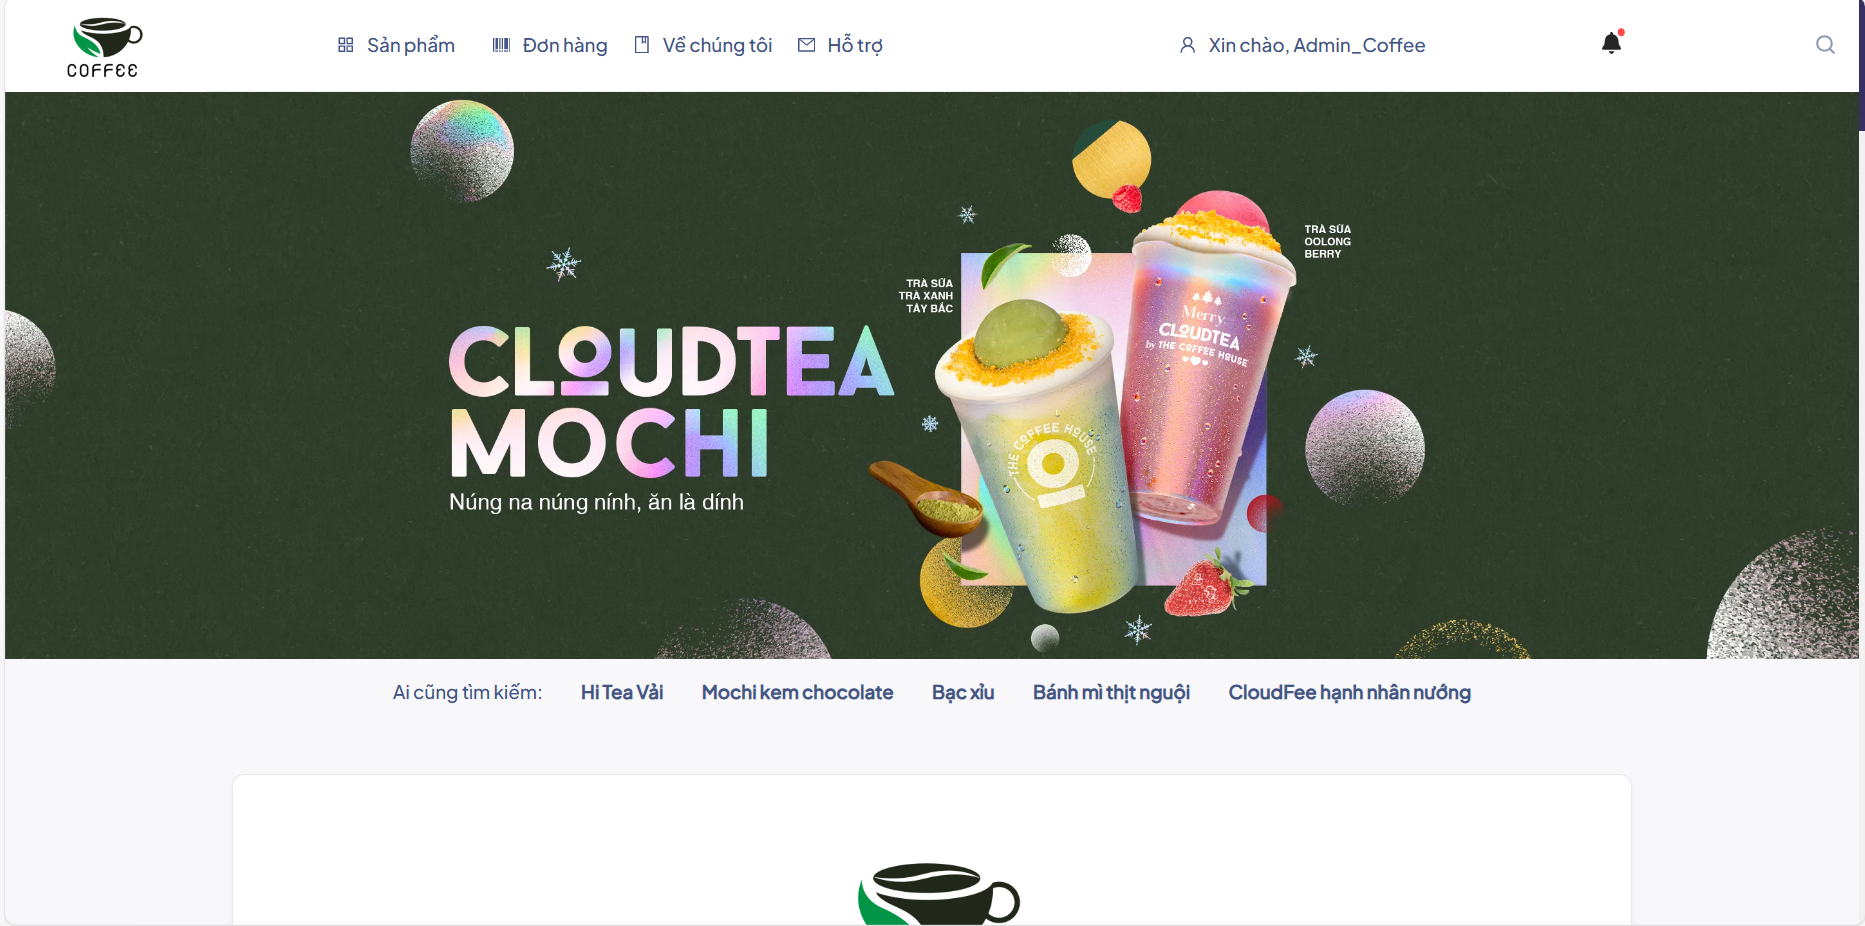 COFFEE
Sản phẩm
Đơn hàng
Về chúng tôi
Hỗ trợ
Xin chào, Admin_Coffee
TRÀ SỮA
OOLONG
BERRY
TRÀ SỮA
TRÀ XANH
TÂY BẮC
CLOUDTEA
MOCHI
Núng na núng nính, ăn là dính
Merry
CLOUDTEA
by THE COFFEE HOUSE
THE COFFEE HOUSE
Ai cũng tìm kiếm:
Hi Tea Vải
Mochi kem chocolate
Bạc xỉu
Bánh mì thịt nguội
CloudFee hạnh nhân nướng